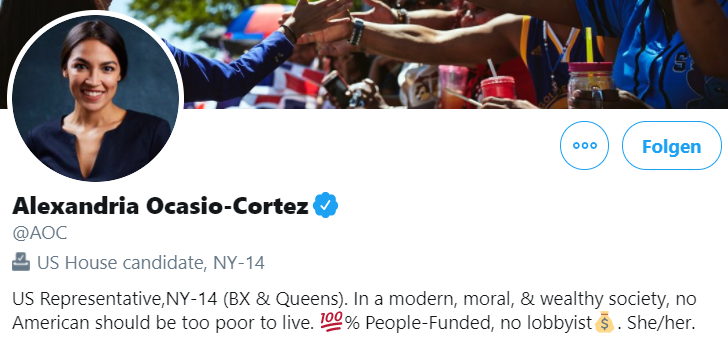 Folgen
Alexandria Ocasio-Cortez
@AOC
US House candidate, NY-14
US Representative,NY-14 (BX & Queens). In a modern, moral, & wealthy society, no
American should be too poor to live. 💯% People-Funded, no lobbyist💰. She/her.